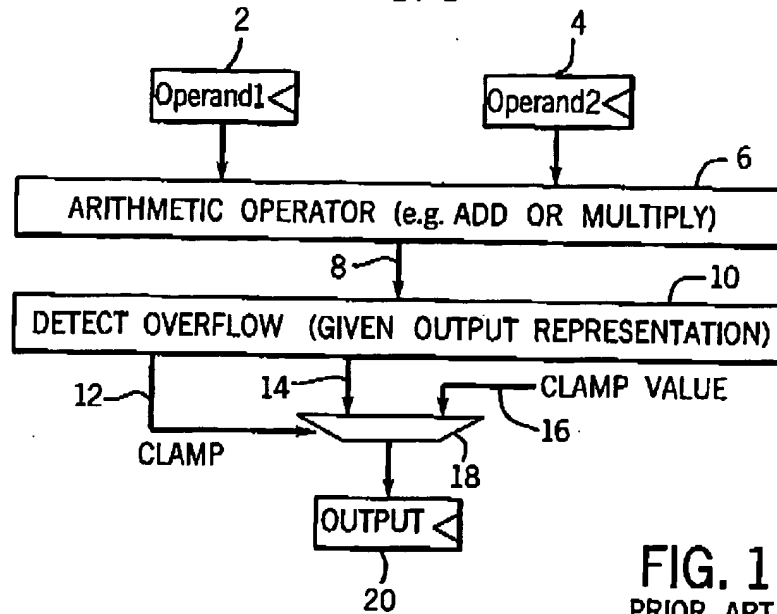 2
4
Operand1
Operand2
6
ARITHMETIC OPERATOR (e.g. ADD OR MULTIPLY)
8
10
DETECT OVERFLOW (GIVEN OUTPUT REPRESENTATION)
12
14
CLAMP VALUE
16
CLAMP
18
OUTPUT
20
FIG. 1
PRIOR ART